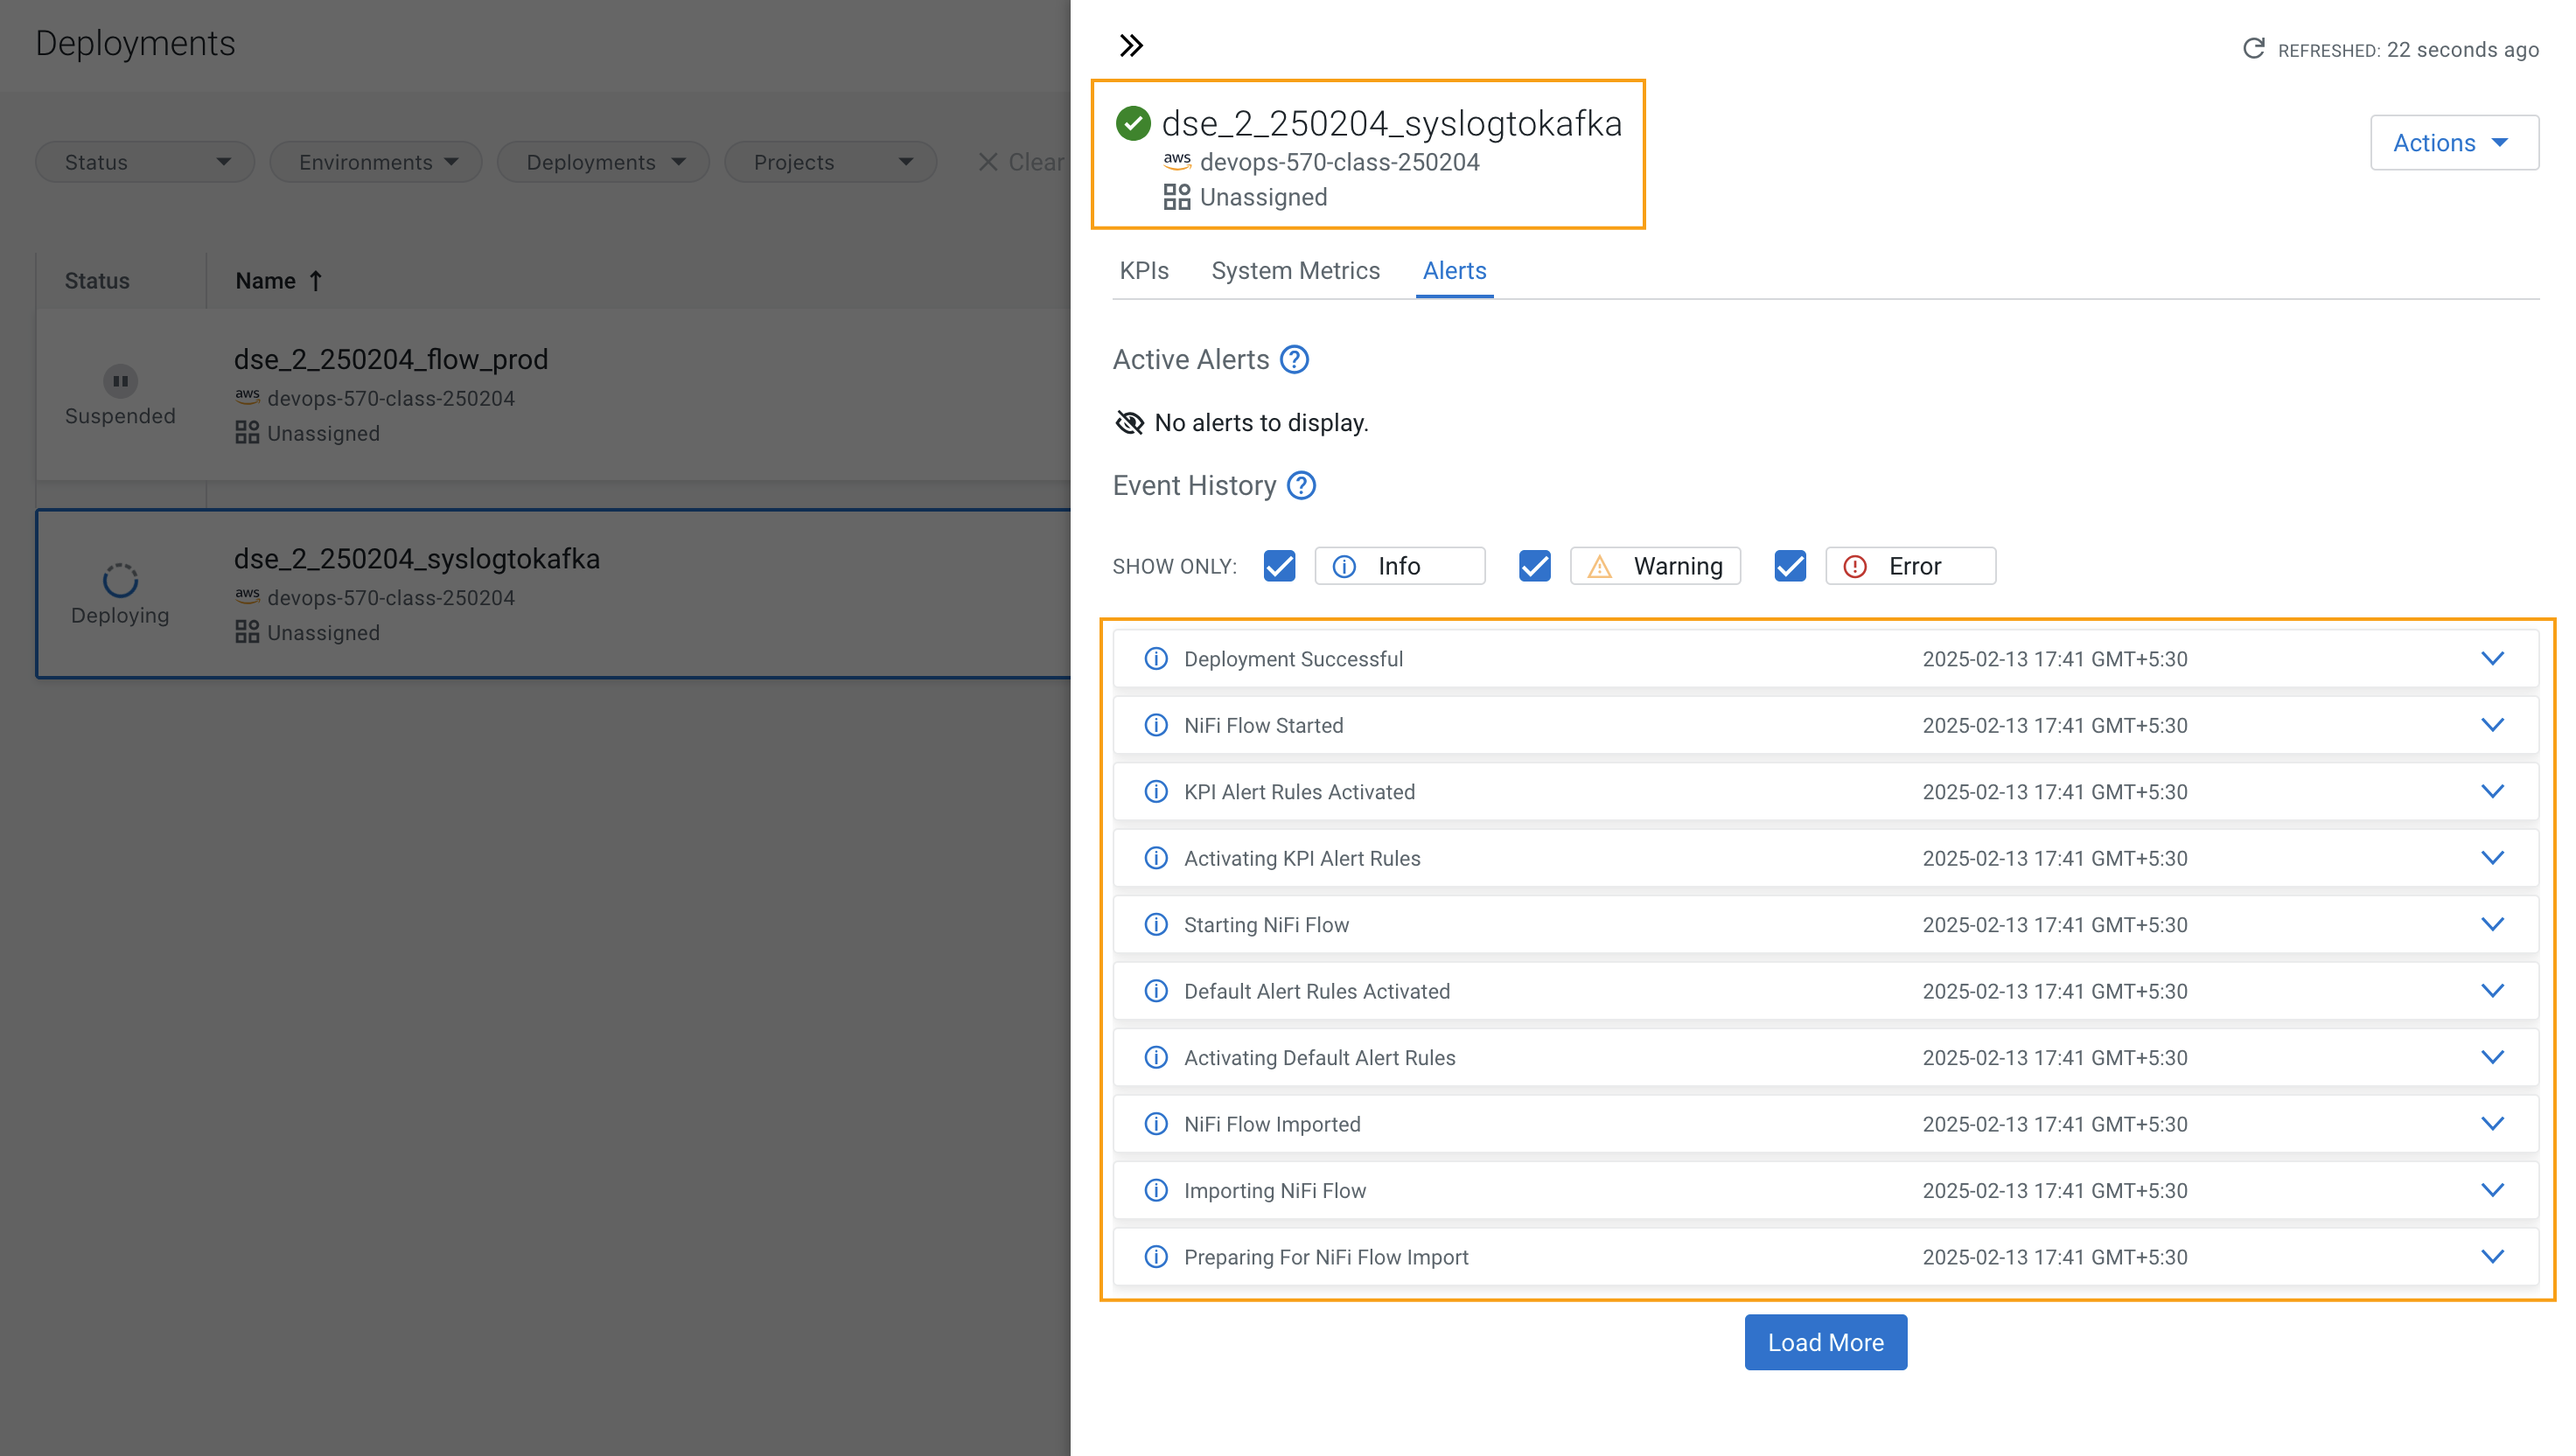 Deployments
Status
Environments
Deployments
Projects
Clear
Status
Name
Suspended
dse_2_250204_flow_prod
aws devops-570-class-250204
Unassigned
Deploying
dse_2_250204_syslogtokafka
aws devops-570-class-250204
Unassigned
REFRESHED: 22 seconds ago
dse_2_250204_syslogtokafka
aws devops-570-class-250204
Unassigned
Actions
KPIs
System Metrics
Alerts
Active Alerts
No alerts to display.
Event History
SHOW ONLY: Info Warning Error
Deployment Successful 2025-02-13 17:41 GMT+5:30
NiFi Flow Started 2025-02-13 17:41 GMT+5:30
KPI Alert Rules Activated 2025-02-13 17:41 GMT+5:30
Activating KPI Alert Rules 2025-02-13 17:41 GMT+5:30
Starting NiFi Flow 2025-02-13 17:41 GMT+5:30
Default Alert Rules Activated 2025-02-13 17:41 GMT+5:30
Activating Default Alert Rules 2025-02-13 17:41 GMT+5:30
NiFi Flow Imported 2025-02-13 17:41 GMT+5:30
Importing NiFi Flow 2025-02-13 17:41 GMT+5:30
Preparing For NiFi Flow Import 2025-02-13 17:41 GMT+5:30
Load More